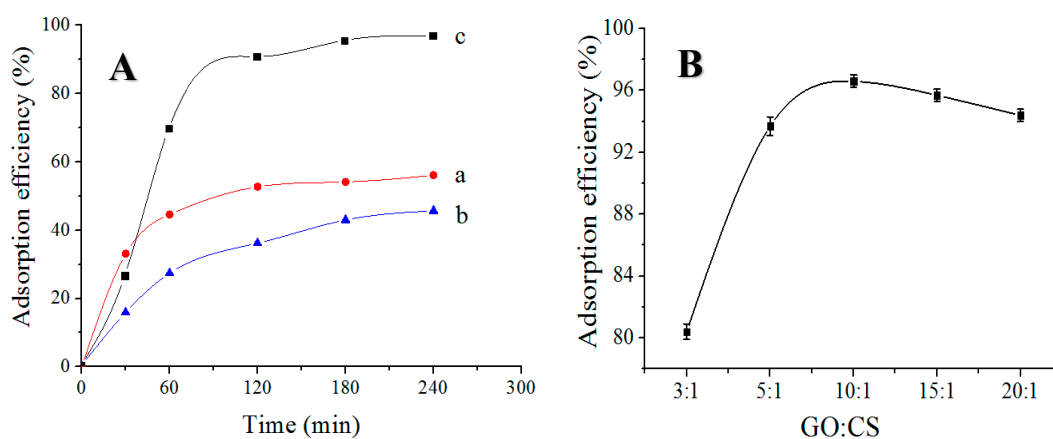 A
Adsorption efficiency (%)
100
80
60
40
20
0
c
a
b
0
60
120
180
240
300
Time (min)
B
Adsorption efficiency (%)
100
96
92
88
84
80
3:1
5:1
10:1
15:1
20:1
GO:CS